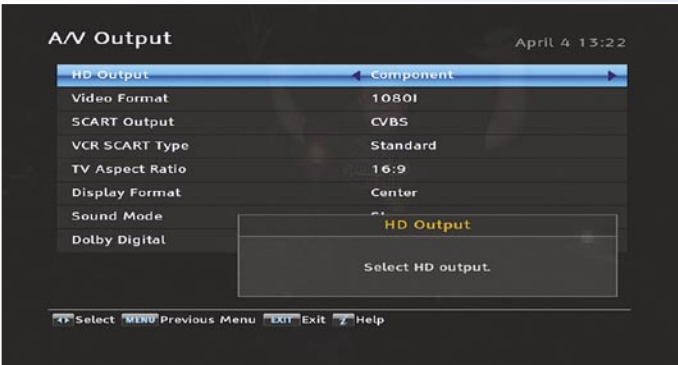 A/V Output
April 4 13:22
HD Output Component
Video Format 1080I
SCART Output CVBS
VCR SCART Type Standard
TV Aspect Ratio 16:9
Display Format Center
Sound Mode
Dolby Digital
HD Output
Select HD output.
Select MENU Previous Menu EXIT Exit ? Help